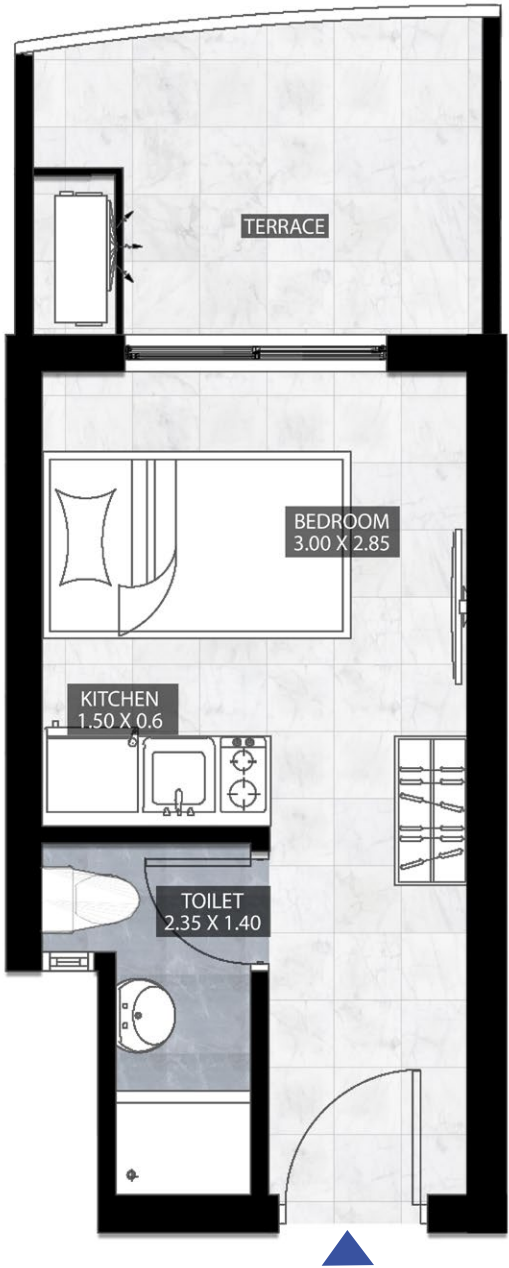 TERRACE
BEDROOM
3.00 X 2.85
KITCHEN
1.50 X 0.6
TOILET
2.35 X 1.40